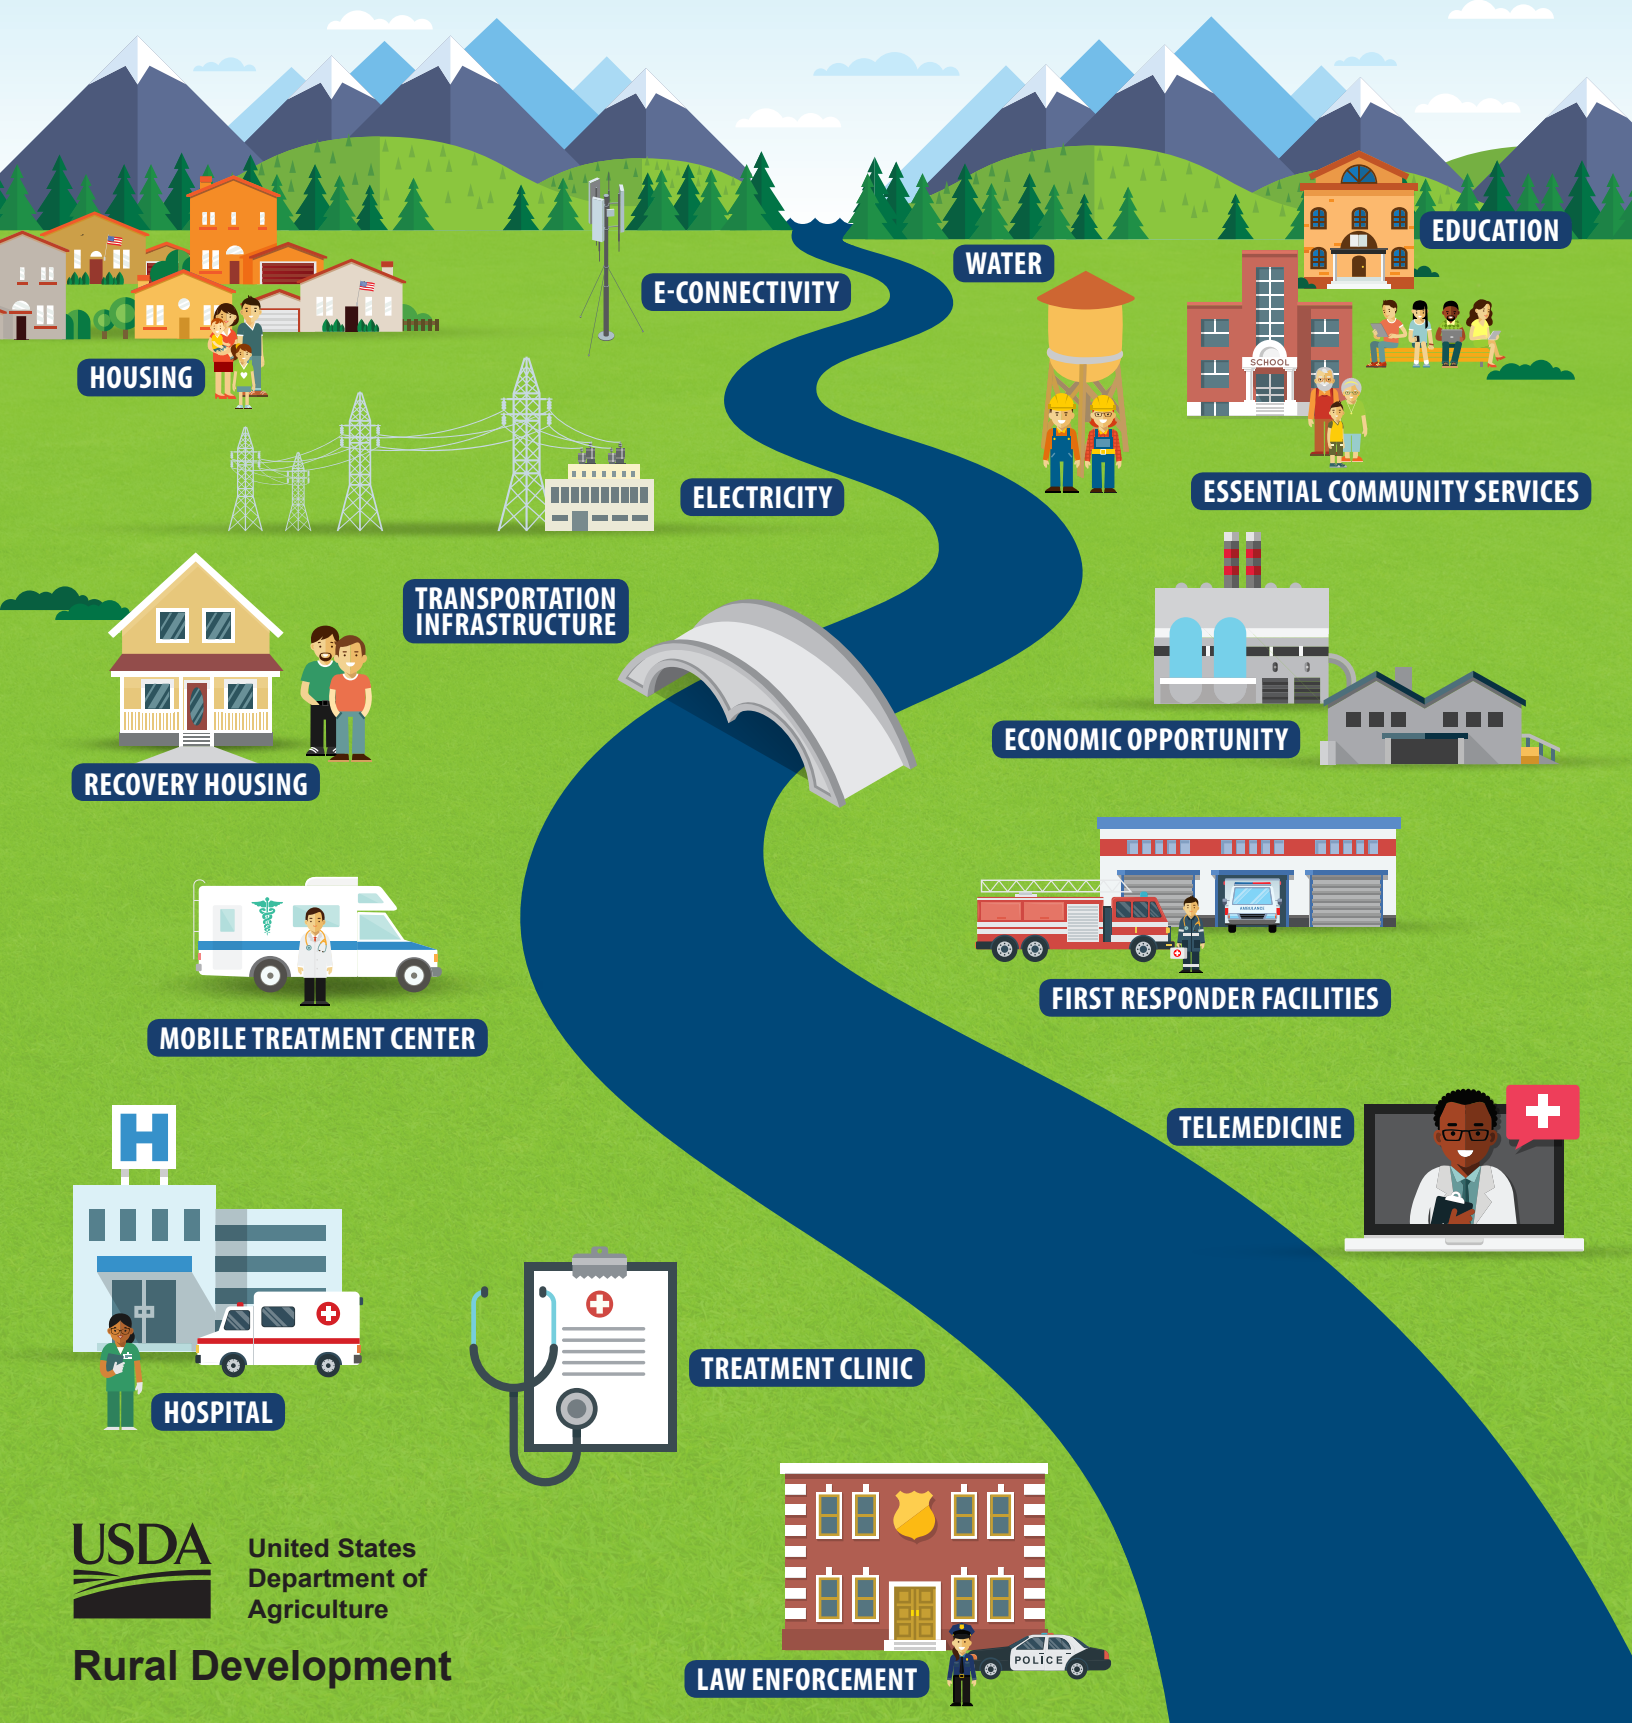 EDUCATION
WATER
E-CONNECTIVITY
SCHOOL
HOUSING
ELECTRICITY
ESSENTIAL COMMUNITY SERVICES
TRANSPORTATION
INFRASTRUCTURE
ECONOMIC OPPORTUNITY
RECOVERY HOUSING
AMBULANCE
FIRST RESPONDER FACILITIES
MOBILE TREATMENT CENTER
TELEMEDICINE
H
TREATMENT CLINIC
HOSPITAL
USDA
United States
Department of
Agriculture
Rural Development
POLICE
LAW ENFORCEMENT